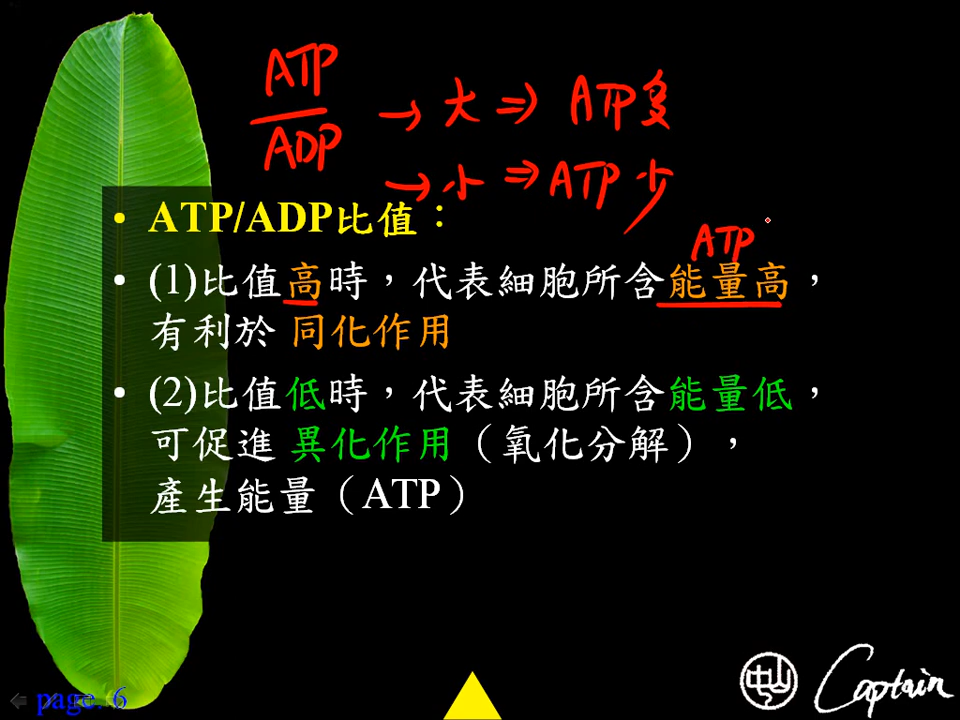 ATP
ADP
→ 大 ⇒ ATP多
→ 小 ⇒ ATP 少
• ATP/ADP比值：
ATP
• (1)比值高時，代表細胞所含能量高，
有利於 同化作用
• (2)比值低時，代表細胞所含能量低，
可促進 異化作用（氧化分解），
產生能量（ATP）
page. 6
Captain